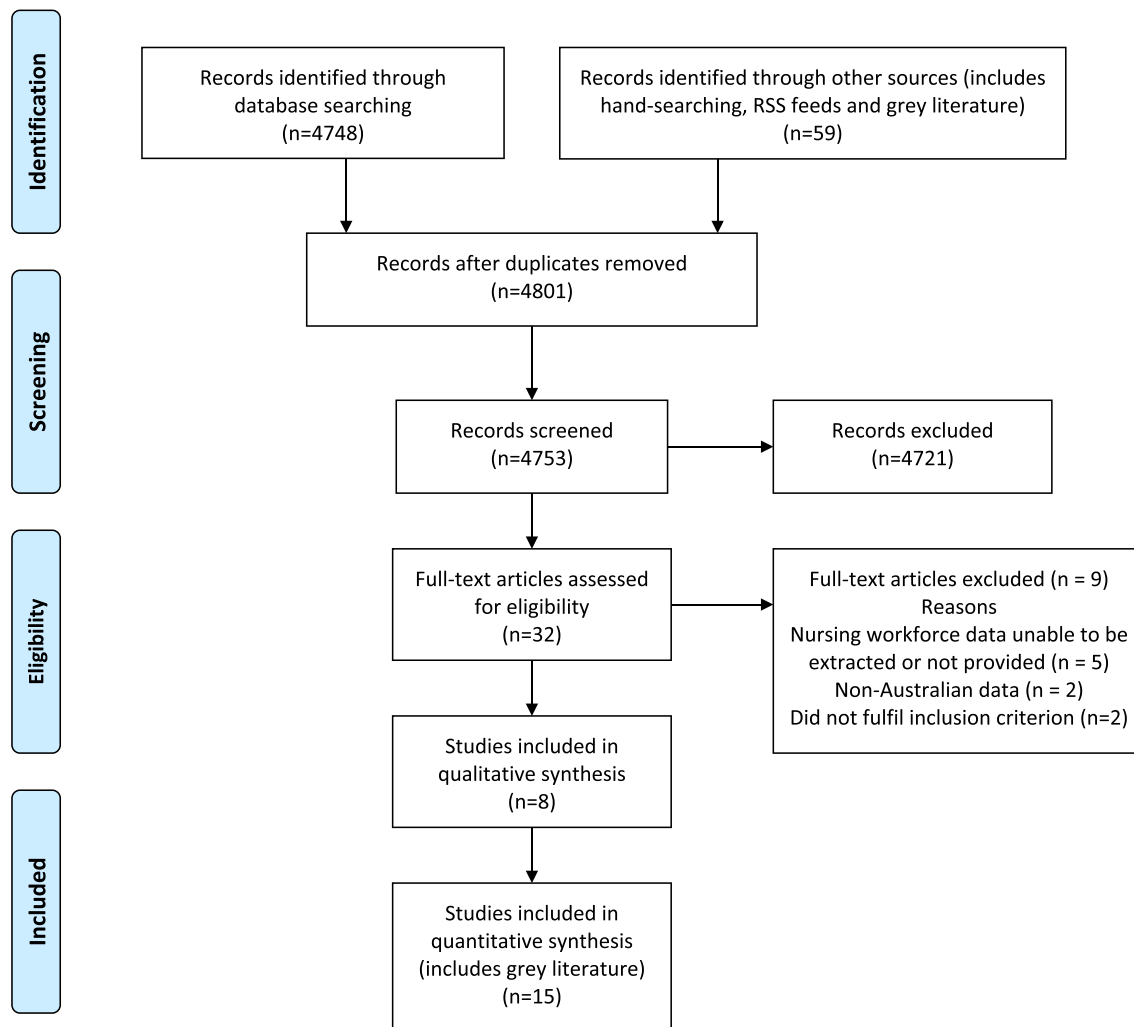 Identification
Records identified through
database searching
(n=4748)
Records identified through other sources (includes
hand-searching, RSS feeds and grey literature)
(n=59)
Records after duplicates removed
(n=4801)
Screening
Records screened
(n=4753)
Records excluded
(n=4721)
Eligibility
Full-text articles assessed
for eligibility
(n=32)
Full-text articles excluded (n = 9)
Reasons
Nursing workforce data unable to be
extracted or not provided (n = 5)
Non-Australian data (n = 2)
Did not fulfil inclusion criterion (n=2)
Studies included in
qualitative synthesis
(n=8)
Included
Studies included in
quantitative synthesis
(includes grey literature)
(n=15)